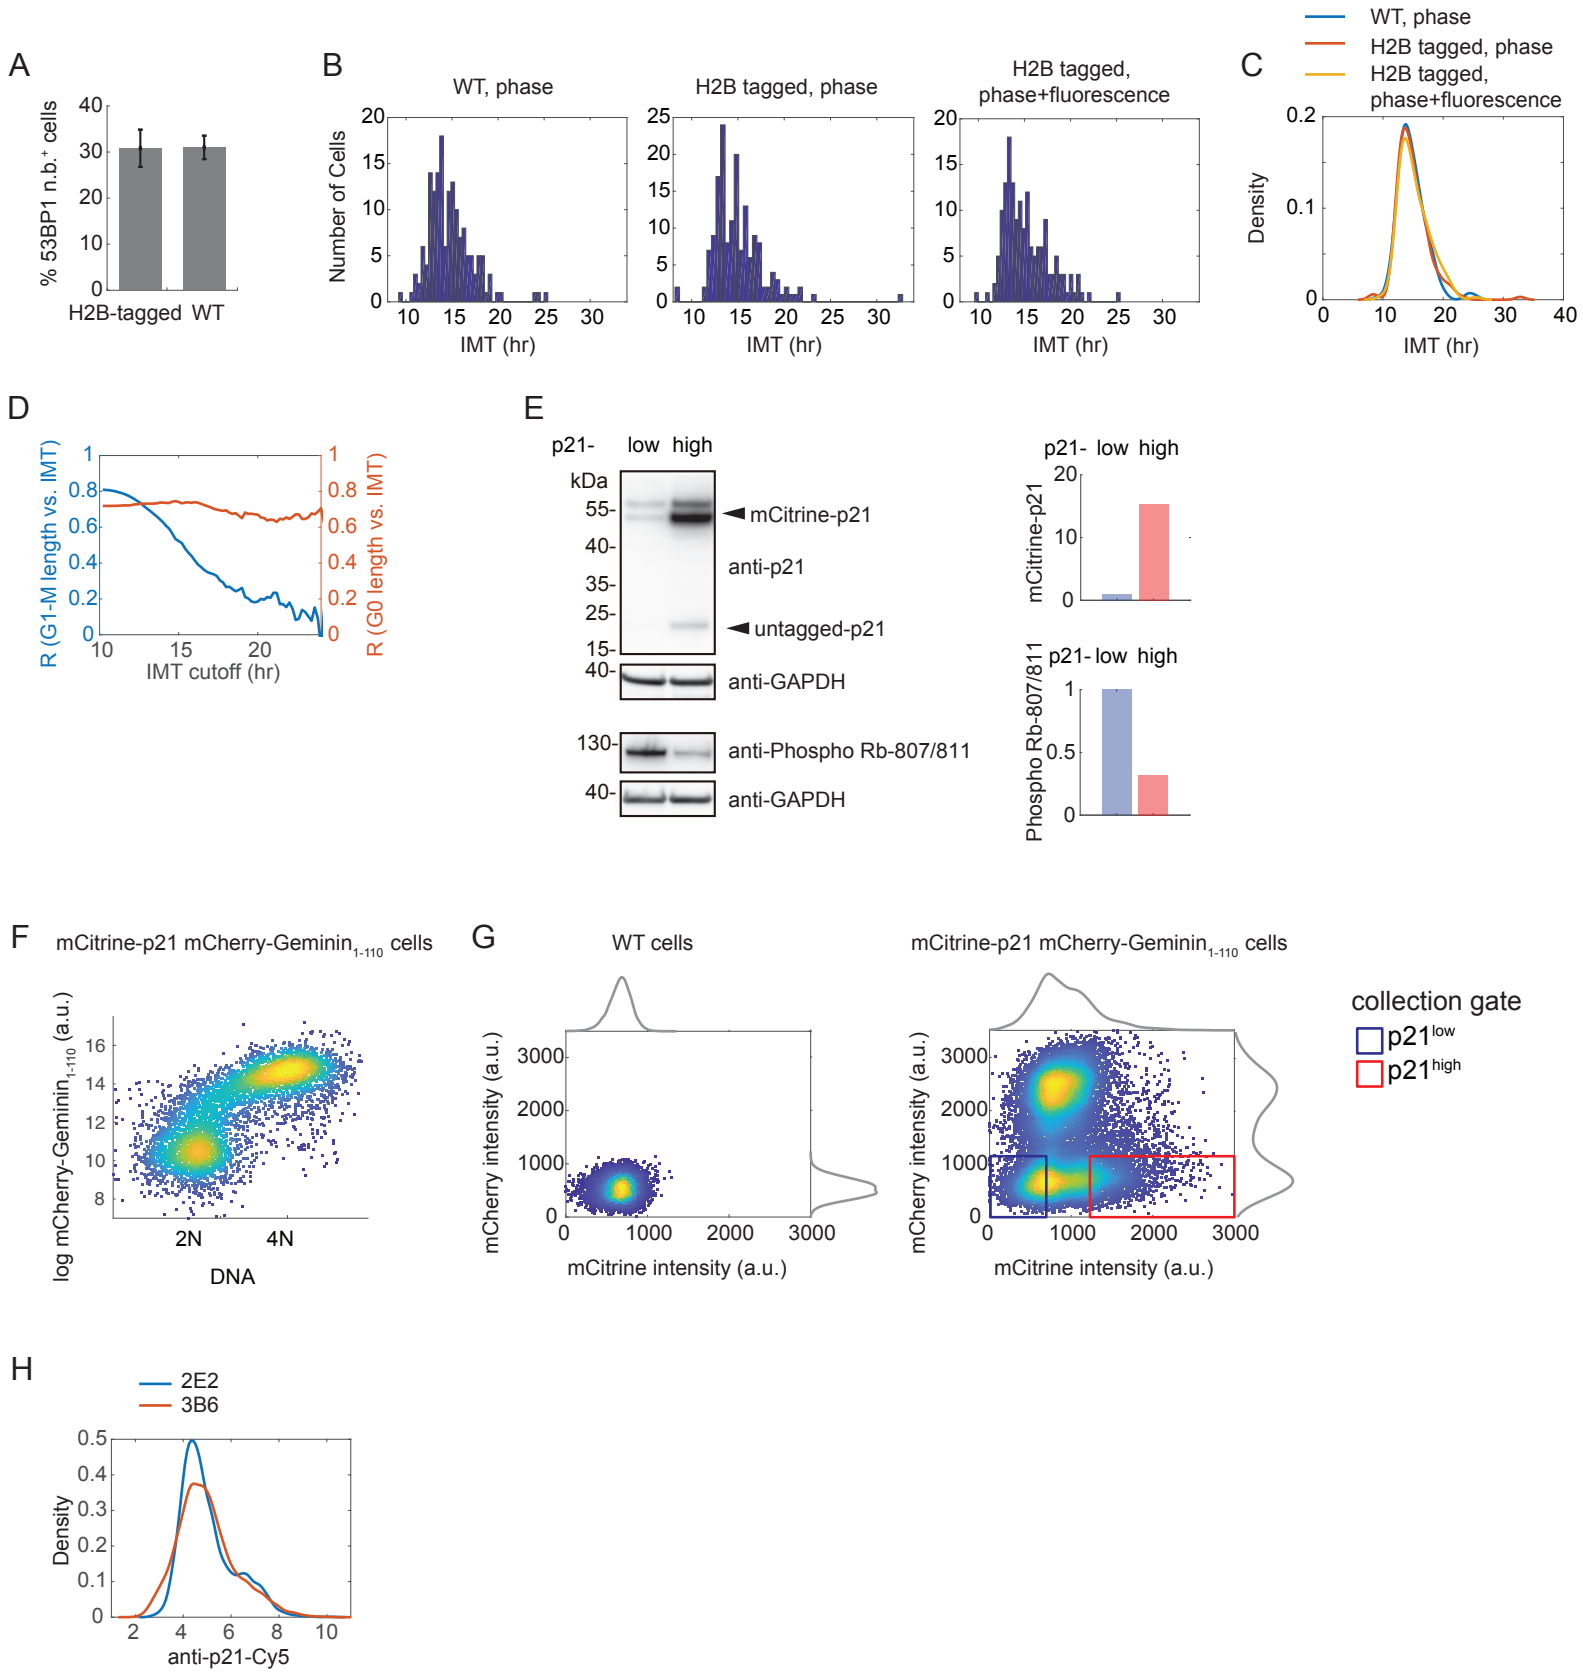 A
% 53BP1 n.b.+ cells
40
30
20
10
0
H2B-tagged WT
B
WT, phase
Number of Cells
20
15
10
5
0
10 15 20 25 30
IMT (hr)
H2B tagged, phase
25
20
15
10
5
0
10 15 20 25 30
IMT (hr)
H2B tagged,
phase+fluorescence
20
15
10
5
0
10 15 20 25 30
IMT (hr)
C
WT, phase
H2B tagged, phase
H2B tagged,
phase+fluorescence
Density
0.2
0.1
0
0 10 20 30 40
IMT (hr)
D
R (G1-M length vs. IMT)
1
0.8
0.6
0.4
0.2
0
R (G0 length vs. IMT)
1
0.8
0.6
0.4
0.2
0
10 15 20
IMT cutoff (hr)
E
p21- low high
kDa
55-
40-
35-
25-
15-
mCitrine-p21
anti-p21
untagged-p21
40-
anti-GAPDH
130-
anti-Phospho Rb-807/811
40-
anti-GAPDH
p21- low high
mCitrine-p21
20
10
0
p21- low high
Phospho Rb-807/811
1
0.5
0
F
mCitrine-p21 mCherry-Geminin1-110 cells
log mCherry-Geminin1-110 (a.u.)
16
14
12
10
8
2N 4N
DNA
G
WT cells
mCherry intensity (a.u.)
3000
2000
1000
0
0 1000 2000 3000
mCitrine intensity (a.u.)
mCitrine-p21 mCherry-Geminin1-110 cells
mCherry intensity (a.u.)
3000
2000
1000
0
0 1000 2000 3000
mCitrine intensity (a.u.)
collection gate
p21low
p21high
H
2E2
3B6
Density
0.5
0.4
0.3
0.2
0.1
0
2 4 6 8 10
anti-p21-Cy5